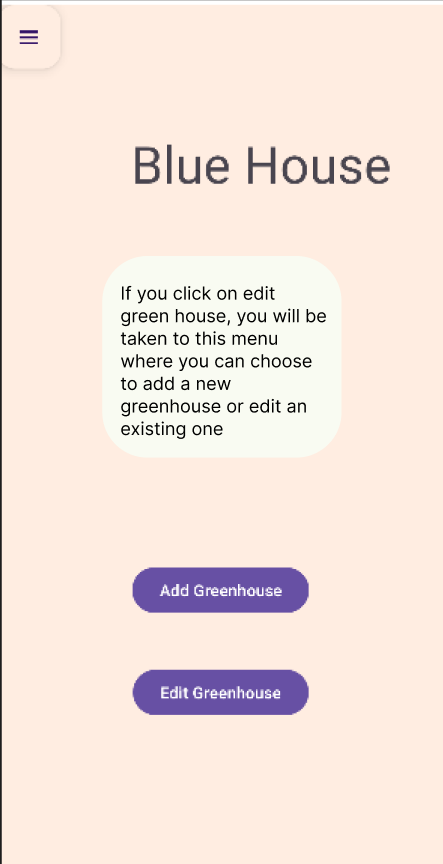 Blue House
If you click on edit
green house, you will be
taken to this menu
where you can choose
to add a new
greenhouse or edit an
existing one
Add Greenhouse
Edit Greenhouse